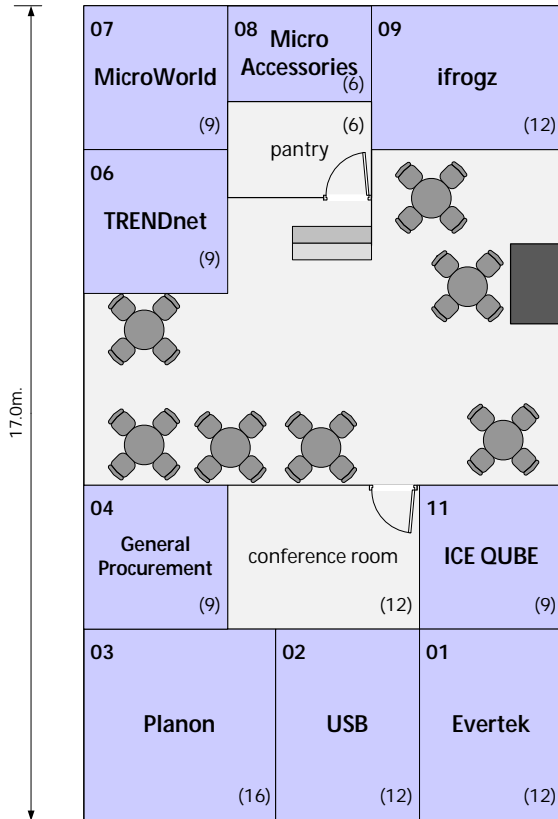 07
MicroWorld
(9)
08
Micro
Accessories
(6)
09
ifrogz
(12)
(6)
pantry
06
TRENDnet
(9)
17.0m.
04
General
Procurement
(9)
conference room
(12)
11
ICE QUBE
(9)
03
Planon
(16)
02
USB
(12)
01
Evertek
(12)